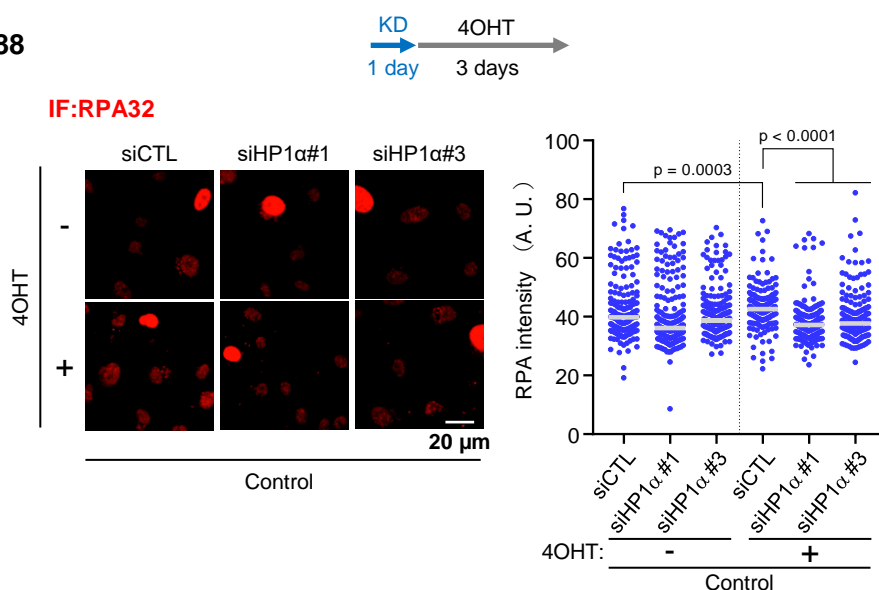 38
KD
4OHT
1 day
3 days
IF:RPA32
siCTL
siHP1α#1
siHP1α#3
4OHT
-
+
20 μm
Control
RPA intensity （A. U.）
100
80
60
40
20
0
p = 0.0003
p < 0.0001
siCTL
siHP1α#1
siHP1α#3
siCTL
siHP1α#1
siHP1α#3
4OHT:
-
+
Control